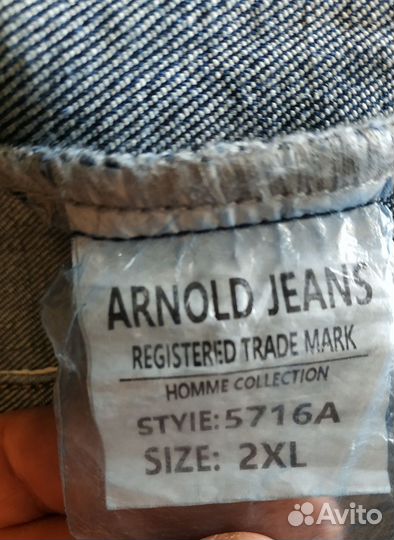 ARNOLD JEANS
REGISTERED TRADE MARK
HOMME COLLECTION
STYIE: 5716A
SIZE: 2XL
Avito